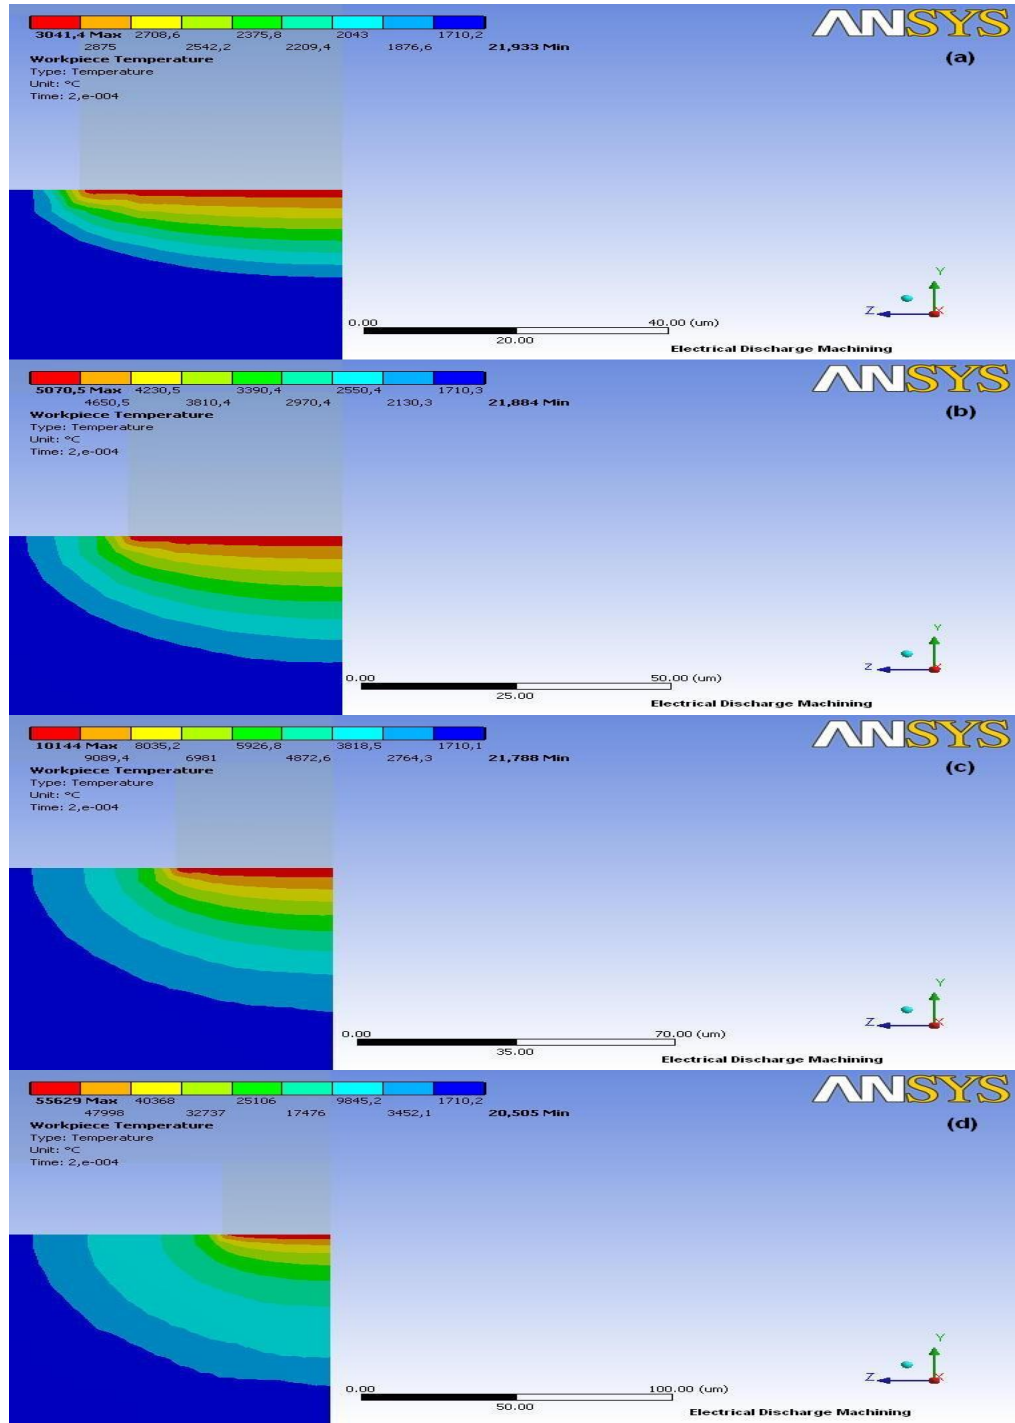 3041,4 Max 2708,6 2375,8 2043 1710,2
2875 2542,2 2209,4 1876,6 21,933 Min
Workpiece Temperature
Type: Temperature
Unit: °C
Time: 2,e-004
ANSYS
(a)
Y
Z X
0.00 40.00 (um)
20.00
Electrical Discharge Machining
5070,5 Max 4230,5 3390,4 2550,4 1710,3
4650,5 3810,4 2970,4 2130,3 21,884 Min
Workpiece Temperature
Type: Temperature
Unit: °C
Time: 2,e-004
ANSYS
(b)
Y
Z X
0.00 50.00 (um)
25.00
Electrical Discharge Machining
10144 Max 8035,2 5926,8 3818,5 1710,1
9089,4 6981 4872,6 2764,3 21,788 Min
Workpiece Temperature
Type: Temperature
Unit: °C
Time: 2,e-004
ANSYS
(c)
Y
Z X
0.00 70.00 (um)
35.00
Electrical Discharge Machining
55629 Max 40368 25106 9845,2 1710,2
47998 32737 17476 3452,1 20,505 Min
Workpiece Temperature
Type: Temperature
Unit: °C
Time: 2,e-004
ANSYS
(d)
Y
Z X
0.00 100.00 (um)
50.00
Electrical Discharge Machining